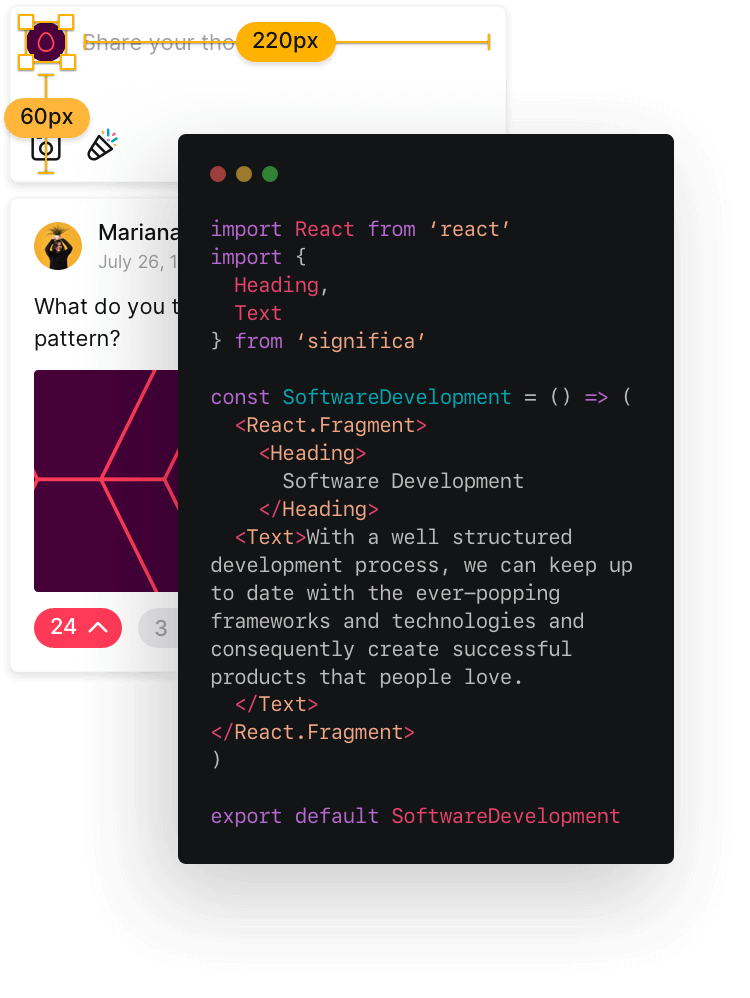 Share your tho
220px
60px
Mariana
July 26, 1
What do you t
pattern?
24
3
import React from ‘react’
import {
Heading,
Text
} from ‘significa’
const SoftwareDevelopment = () => (
<React.Fragment>
<Heading>
Software Development
</Heading>
<Text>With a well structured
development process, we can keep up
to date with the ever–popping
frameworks and technologies and
consequently create successful
products that people love.
</Text>
</React.Fragment>
)
export default SoftwareDevelopment